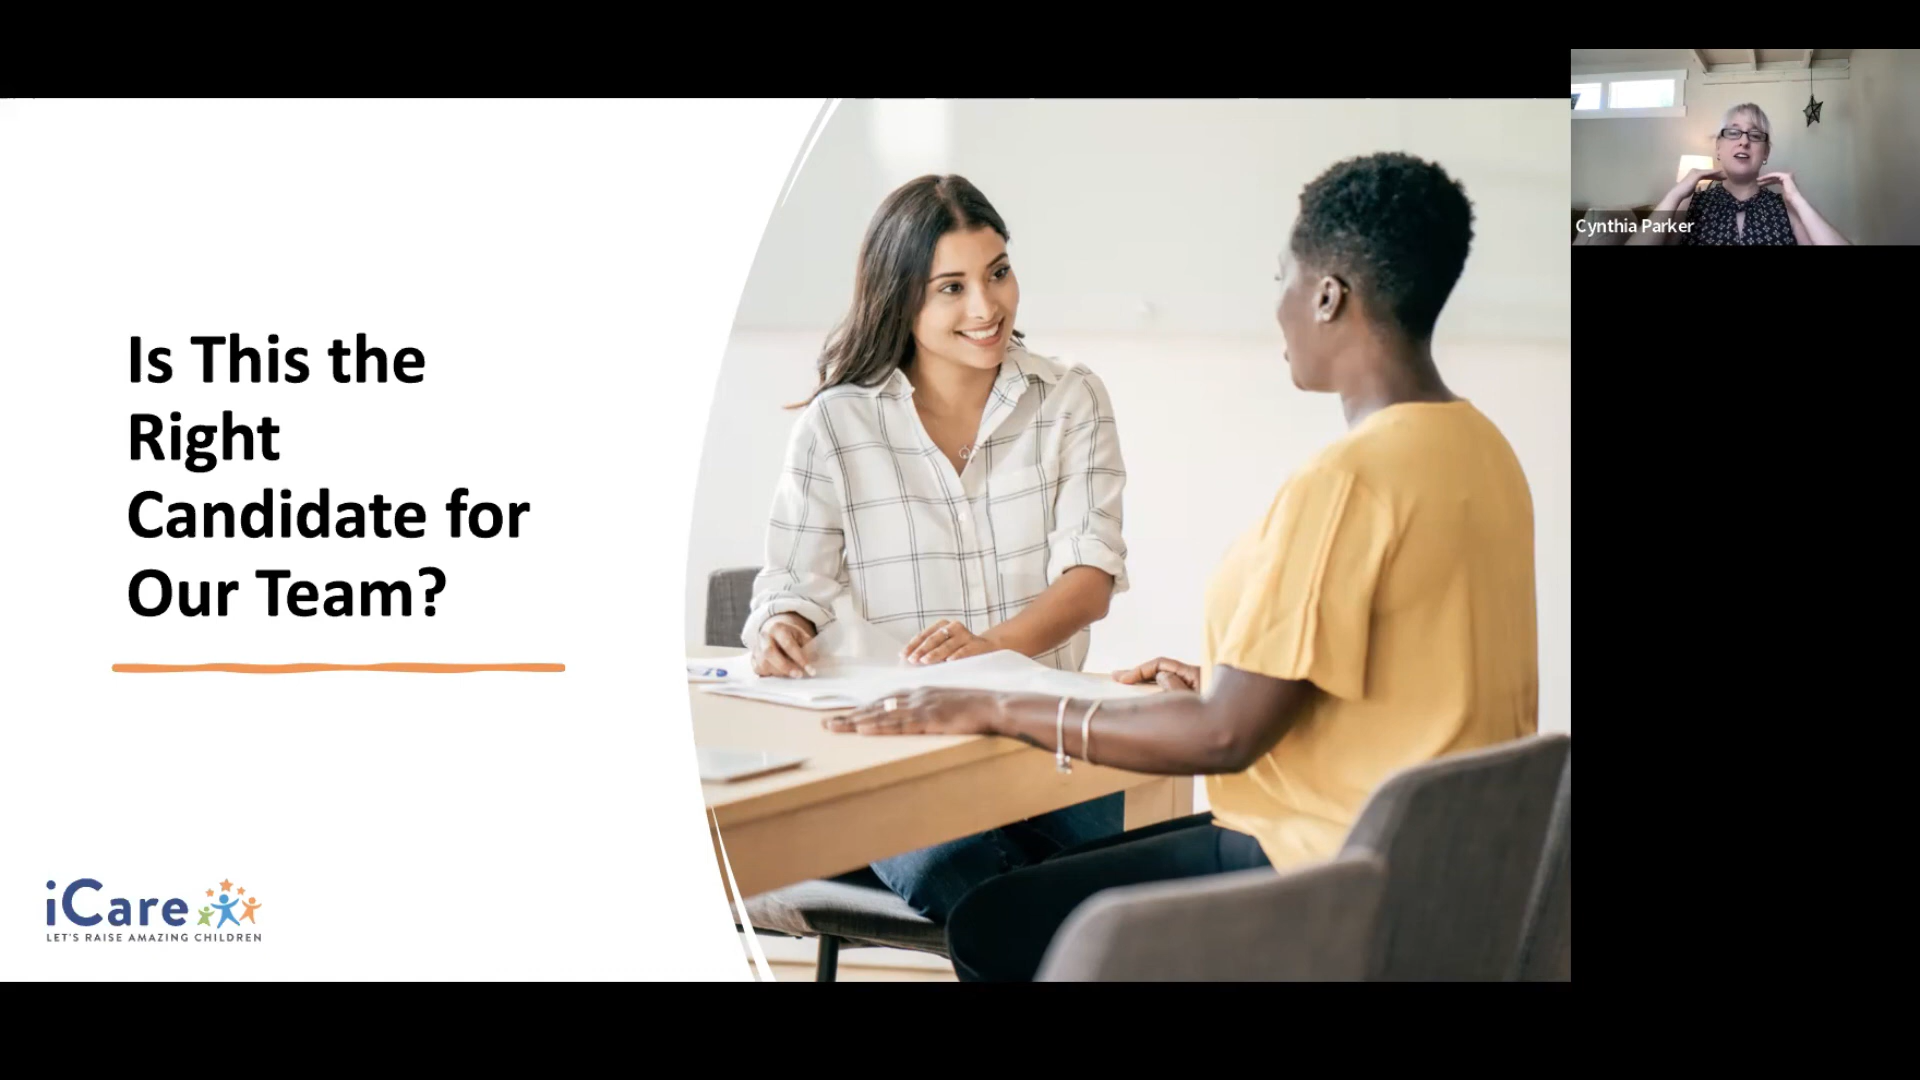 Is This the
Right
Candidate for
Our Team?
iCare
LET'S RAISE AMAZING CHILDREN
Cynthia Parker